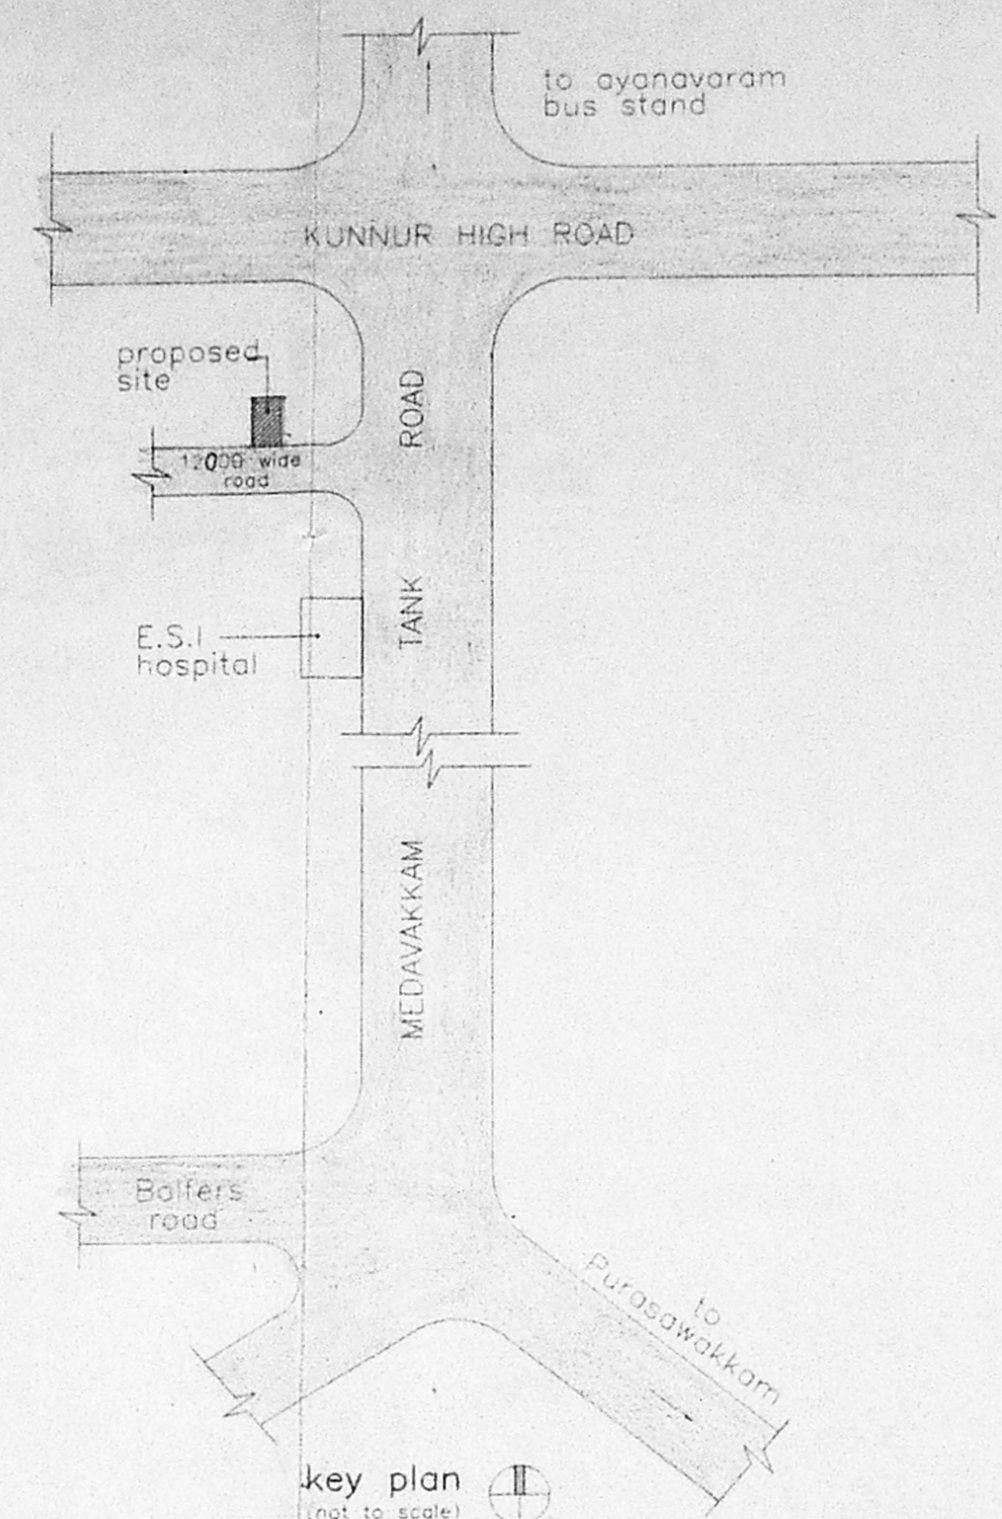 to ayanavaram
bus stand
KUNNUR HIGH ROAD
proposed
site
12000 wide
road
ROAD
TANK
E.S.I
hospital
MEDAVAKKAM
Balfers
road
to
Purasawakkam
key plan
(not to scale)